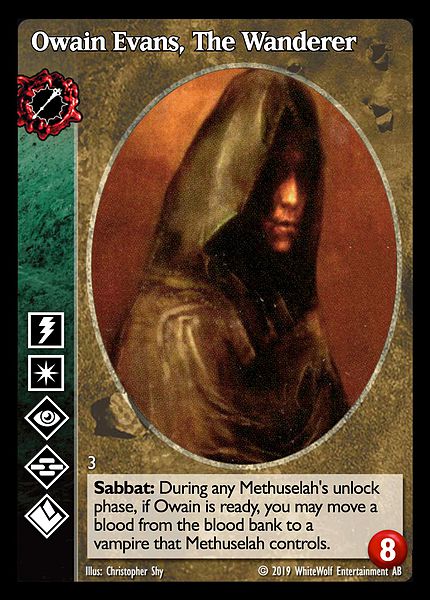 Owain Evans, The Wanderer
3
Sabbat: During any Methuselah's unlock
phase, if Owain is ready, you may move a
blood from the blood bank to a
vampire that Methuselah controls.
8
Illus: Christopher Shy © 2019 WhiteWolf Entertainment AB